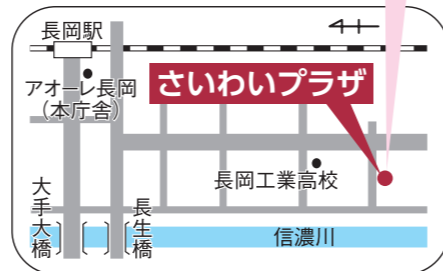 長岡駅
アオーレ長岡
（本庁舎）
さいわいプラザ
長岡工業高校
大手大橋
長生橋
信濃川